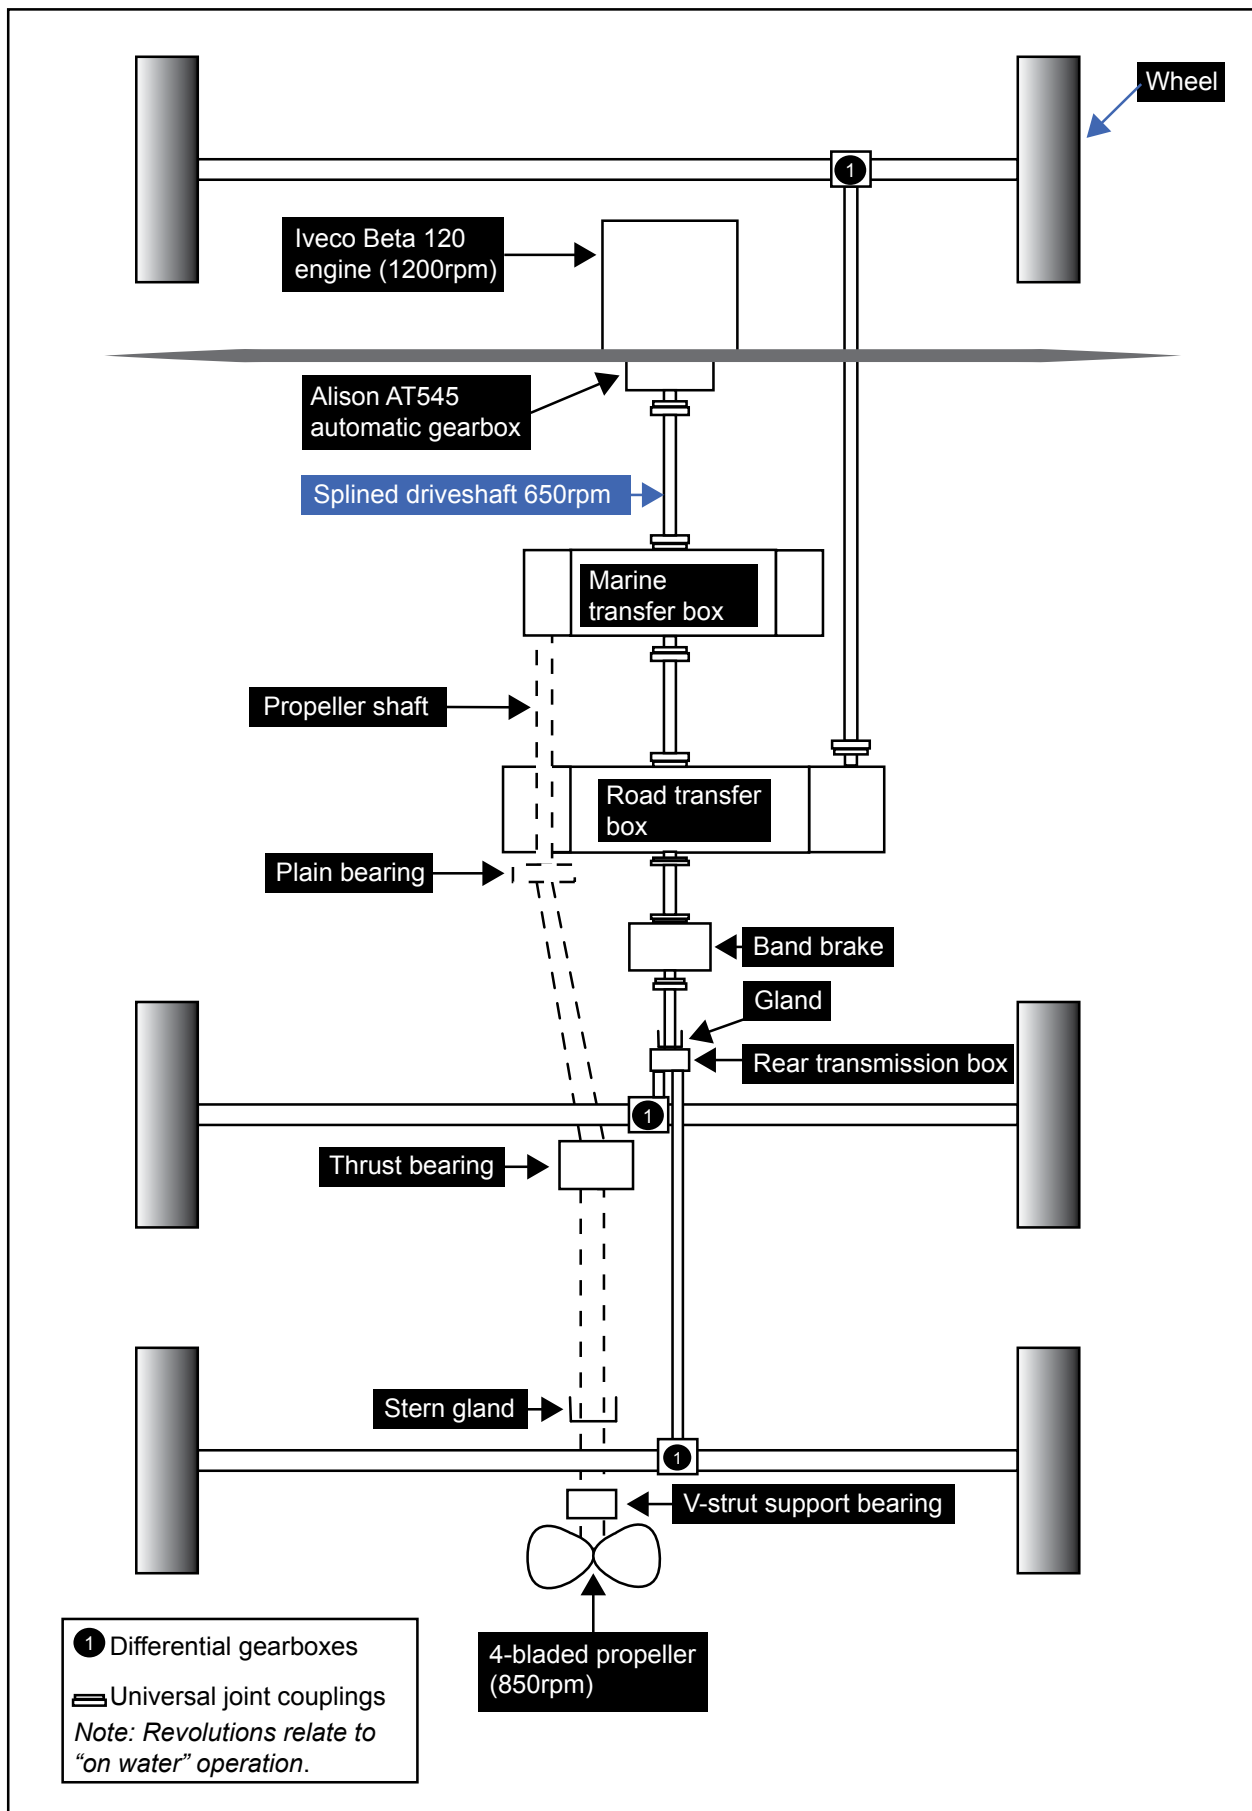 Wheel
1
Iveco Beta 120
engine (1200rpm)
Alison AT545
automatic gearbox
Splined driveshaft 650rpm
Marine
transfer box
Propeller shaft
Road transfer
box
Plain bearing
Band brake
Gland
Rear transmission box
1
Thrust bearing
Stern gland
1
V-strut support bearing
4-bladed propeller
(850rpm)
1 Differential gearboxes
Universal joint couplings
Note: Revolutions relate to
“on water” operation.